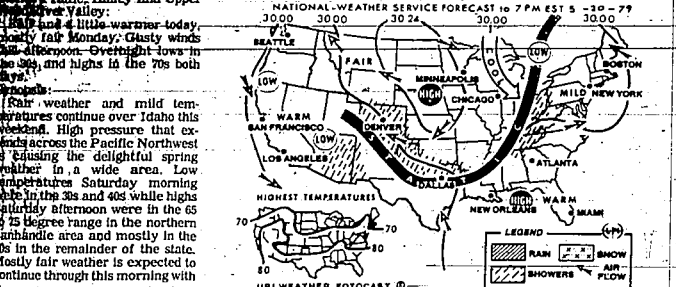 River Valley:
and a little warmer today,
mostly fair Monday. Gusty winds
afternoon. Overnight lows in
the 30s, and highs in the 70s both
days.
Synopsis:
Fair weather and mild tem-
peratures continue over Idaho this
weekend. High pressure that ex-
tends across the Pacific Northwest
is causing the delightful spring
weather in a wide area. Low
temperatures Saturday morning
were in the 30s and 40s while highs
Saturday afternoon were in the 65
to 75 degree range in the northern
panhandle area and mostly in the
70s in the remainder of the state.
Mostly fair weather is expected to
continue through this morning with
NATIONAL WEATHER SERVICE FORECAST to 7 PM EST 5 -20 -79
30.00 30.00 30.24 30.00 30.00
SEATTLE
FAIR
LOW
BOSTON
LOW
MINNEAPOLIS
HIGH
CHICAGO
MILD NEW YORK
WARM
SAN FRANCISCO
DENVER
LOW
LOS ANGELES
STATIC
ATLANTA
DALLAS
HIGHEST TEMPERATURES
NEW ORLEANS
HIGH
WARM
MIAMI
70
70
80
80
LEGEND
RAIN
SNOW
SHOWERS
AIR FLOW
UPI WEATHER FOTOCAST ©